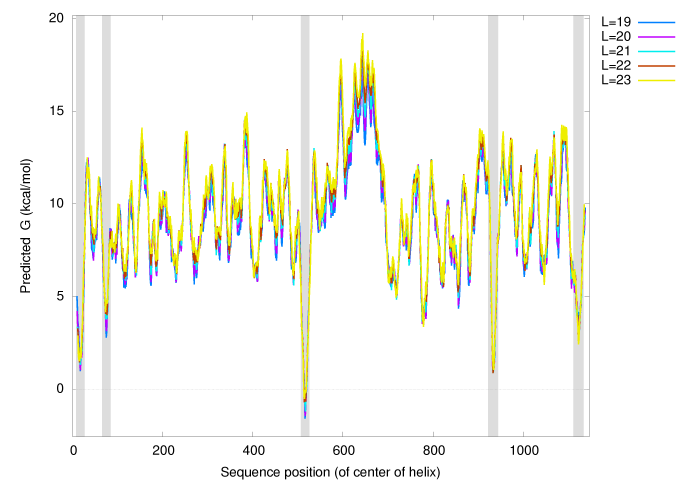 20
15
10
5
0
0
200
400
600
800
1000
Predicted G (kcal/mol)
Sequence position (of center of helix)
L=19
L=20
L=21
L=22
L=23